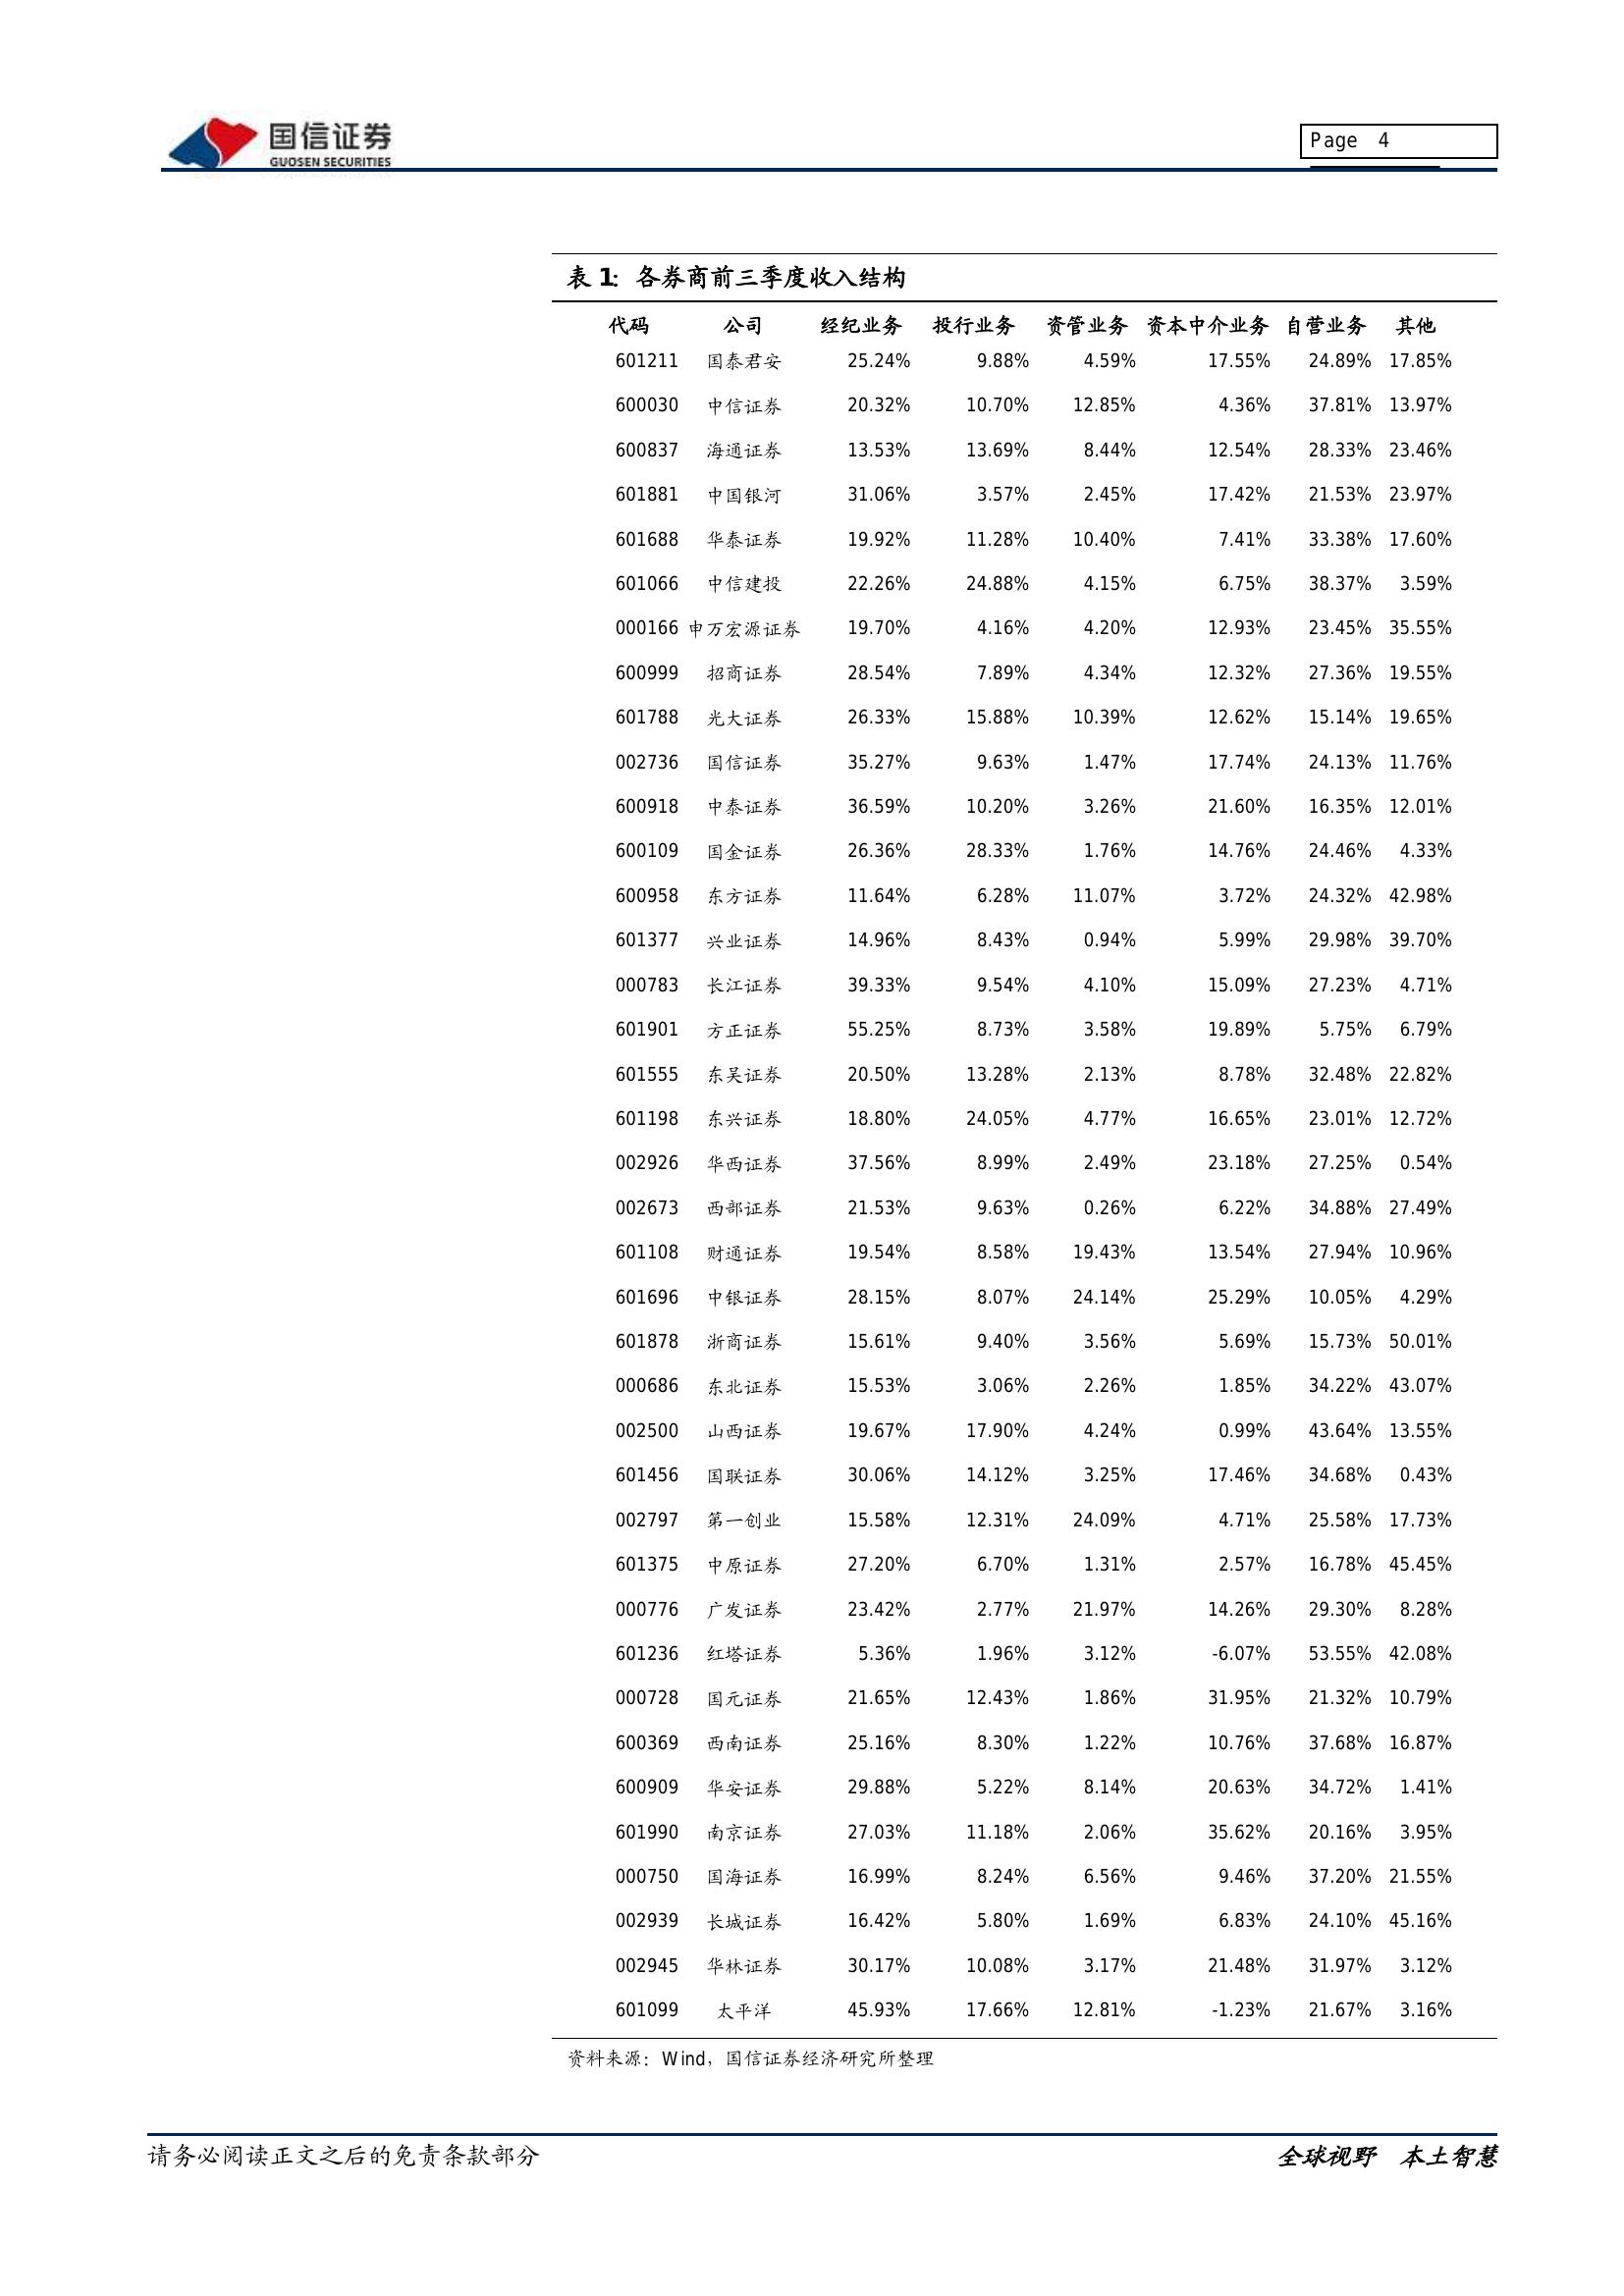 国信证券
GUOSEN SECURITIES
Page 4
表 1：各券商前三季度收入结构
代码 公司 经纪业务 投行业务 资管业务 资本中介业务 自营业务 其他
601211 国泰君安 25.24% 9.88% 4.59% 17.55% 24.89% 17.85%
600030 中信证券 20.32% 10.70% 12.85% 4.36% 37.81% 13.97%
600837 海通证券 13.53% 13.69% 8.44% 12.54% 28.33% 23.46%
601881 中国银河 31.06% 3.57% 2.45% 17.42% 21.53% 23.97%
601688 华泰证券 19.92% 11.28% 10.40% 7.41% 33.38% 17.60%
601066 中信建投 22.26% 24.88% 4.15% 6.75% 38.37% 3.59%
000166 申万宏源证券 19.70% 4.16% 4.20% 12.93% 23.45% 35.55%
600999 招商证券 28.54% 7.89% 4.34% 12.32% 27.36% 19.55%
601788 光大证券 26.33% 15.88% 10.39% 12.62% 15.14% 19.65%
002736 国信证券 35.27% 9.63% 1.47% 17.74% 24.13% 11.76%
600918 中泰证券 36.59% 10.20% 3.26% 21.60% 16.35% 12.01%
600109 国金证券 26.36% 28.33% 1.76% 14.76% 24.46% 4.33%
600958 东方证券 11.64% 6.28% 11.07% 3.72% 24.32% 42.98%
601377 兴业证券 14.96% 8.43% 0.94% 5.99% 29.98% 39.70%
000783 长江证券 39.33% 9.54% 4.10% 15.09% 27.23% 4.71%
601901 方正证券 55.25% 8.73% 3.58% 19.89% 5.75% 6.79%
601555 东吴证券 20.50% 13.28% 2.13% 8.78% 32.48% 22.82%
601198 东兴证券 18.80% 24.05% 4.77% 16.65% 23.01% 12.72%
002926 华西证券 37.56% 8.99% 2.49% 23.18% 27.25% 0.54%
002673 西部证券 21.53% 9.63% 0.26% 6.22% 34.88% 27.49%
601108 财通证券 19.54% 8.58% 19.43% 13.54% 27.94% 10.96%
601696 中银证券 28.15% 8.07% 24.14% 25.29% 10.05% 4.29%
601878 浙商证券 15.61% 9.40% 3.56% 5.69% 15.73% 50.01%
000686 东北证券 15.53% 3.06% 2.26% 1.85% 34.22% 43.07%
002500 山西证券 19.67% 17.90% 4.24% 0.99% 43.64% 13.55%
601456 国联证券 30.06% 14.12% 3.25% 17.46% 34.68% 0.43%
002797 第一创业 15.58% 12.31% 24.09% 4.71% 25.58% 17.73%
601375 中原证券 27.20% 6.70% 1.31% 2.57% 16.78% 45.45%
000776 广发证券 23.42% 2.77% 21.97% 14.26% 29.30% 8.28%
601236 红塔证券 5.36% 1.96% 3.12% -6.07% 53.55% 42.08%
000728 国元证券 21.65% 12.43% 1.86% 31.95% 21.32% 10.79%
600369 西南证券 25.16% 8.30% 1.22% 10.76% 37.68% 16.87%
600909 华安证券 29.88% 5.22% 8.14% 20.63% 34.72% 1.41%
601990 南京证券 27.03% 11.18% 2.06% 35.62% 20.16% 3.95%
000750 国海证券 16.99% 8.24% 6.56% 9.46% 37.20% 21.55%
002939 长城证券 16.42% 5.80% 1.69% 6.83% 24.10% 45.16%
002945 华林证券 30.17% 10.08% 3.17% 21.48% 31.97% 3.12%
601099 太平洋 45.93% 17.66% 12.81% -1.23% 21.67% 3.16%
资料来源：Wind，国信证券经济研究所整理
请务必阅读正文之后的免责条款部分 全球视野 本土智慧